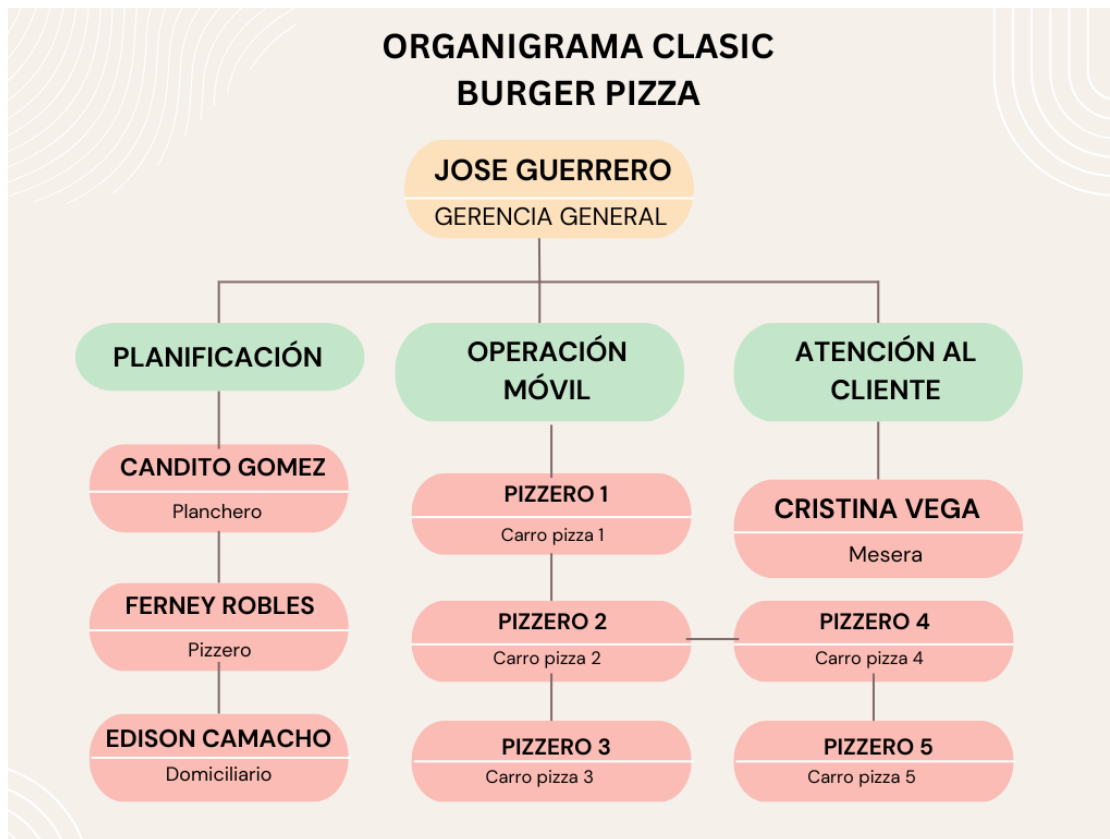 ORGANIGRAMA CLASIC
BURGER PIZZA
JOSE GUERRERO
GERENCIA GENERAL
PLANIFICACIÓN
CANDITO GOMEZ
Planchero
FERNEY ROBLES
Pizzero
EDISON CAMACHO
Domiciliario
OPERACIÓN
MÓVIL
PIZZERO 1
Carro pizza 1
PIZZERO 2
Carro pizza 2
PIZZERO 3
Carro pizza 3
ATENCIÓN AL
CLIENTE
CRISTINA VEGA
Mesera
PIZZERO 4
Carro pizza 4
PIZZERO 5
Carro pizza 5